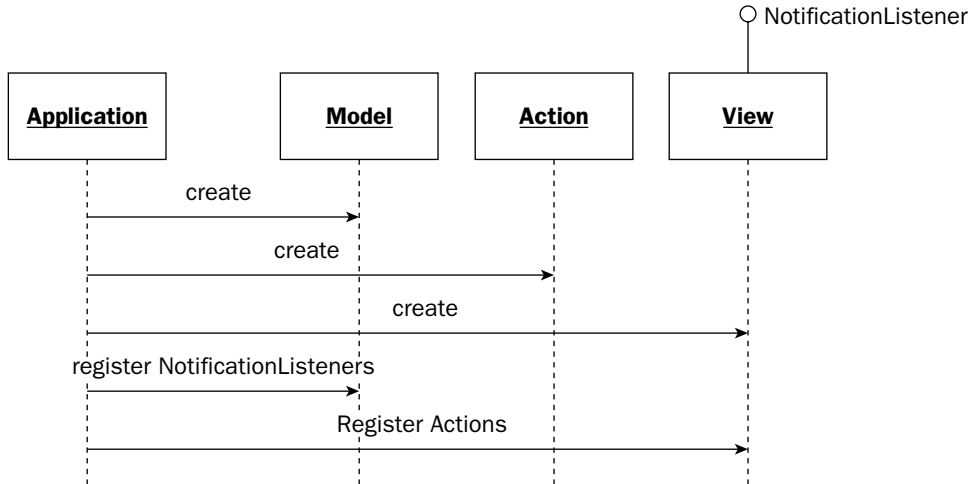 NotificationListener
Application
Model
Action
View
create
create
create
register NotificationListeners
Register Actions